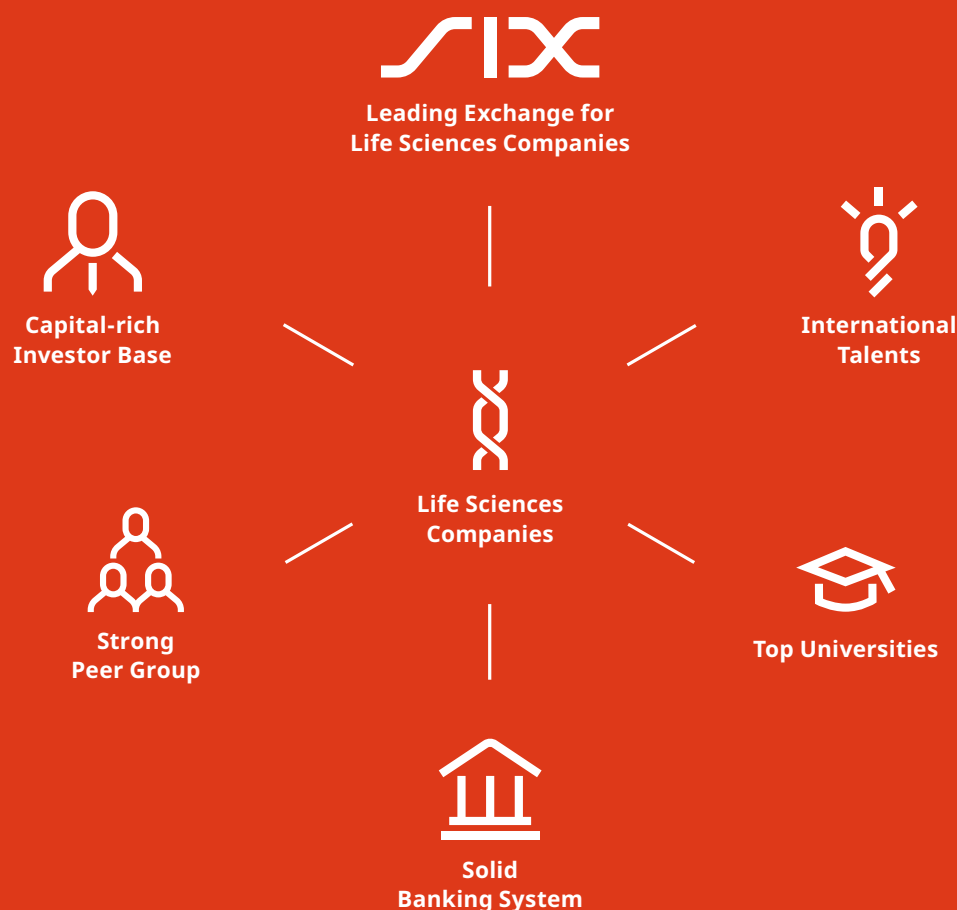 SIX
Leading Exchange for
Life Sciences Companies
Capital-rich
Investor Base
International
Talents
Life Sciences
Companies
Strong
Peer Group
Top Universities
Solid
Banking System